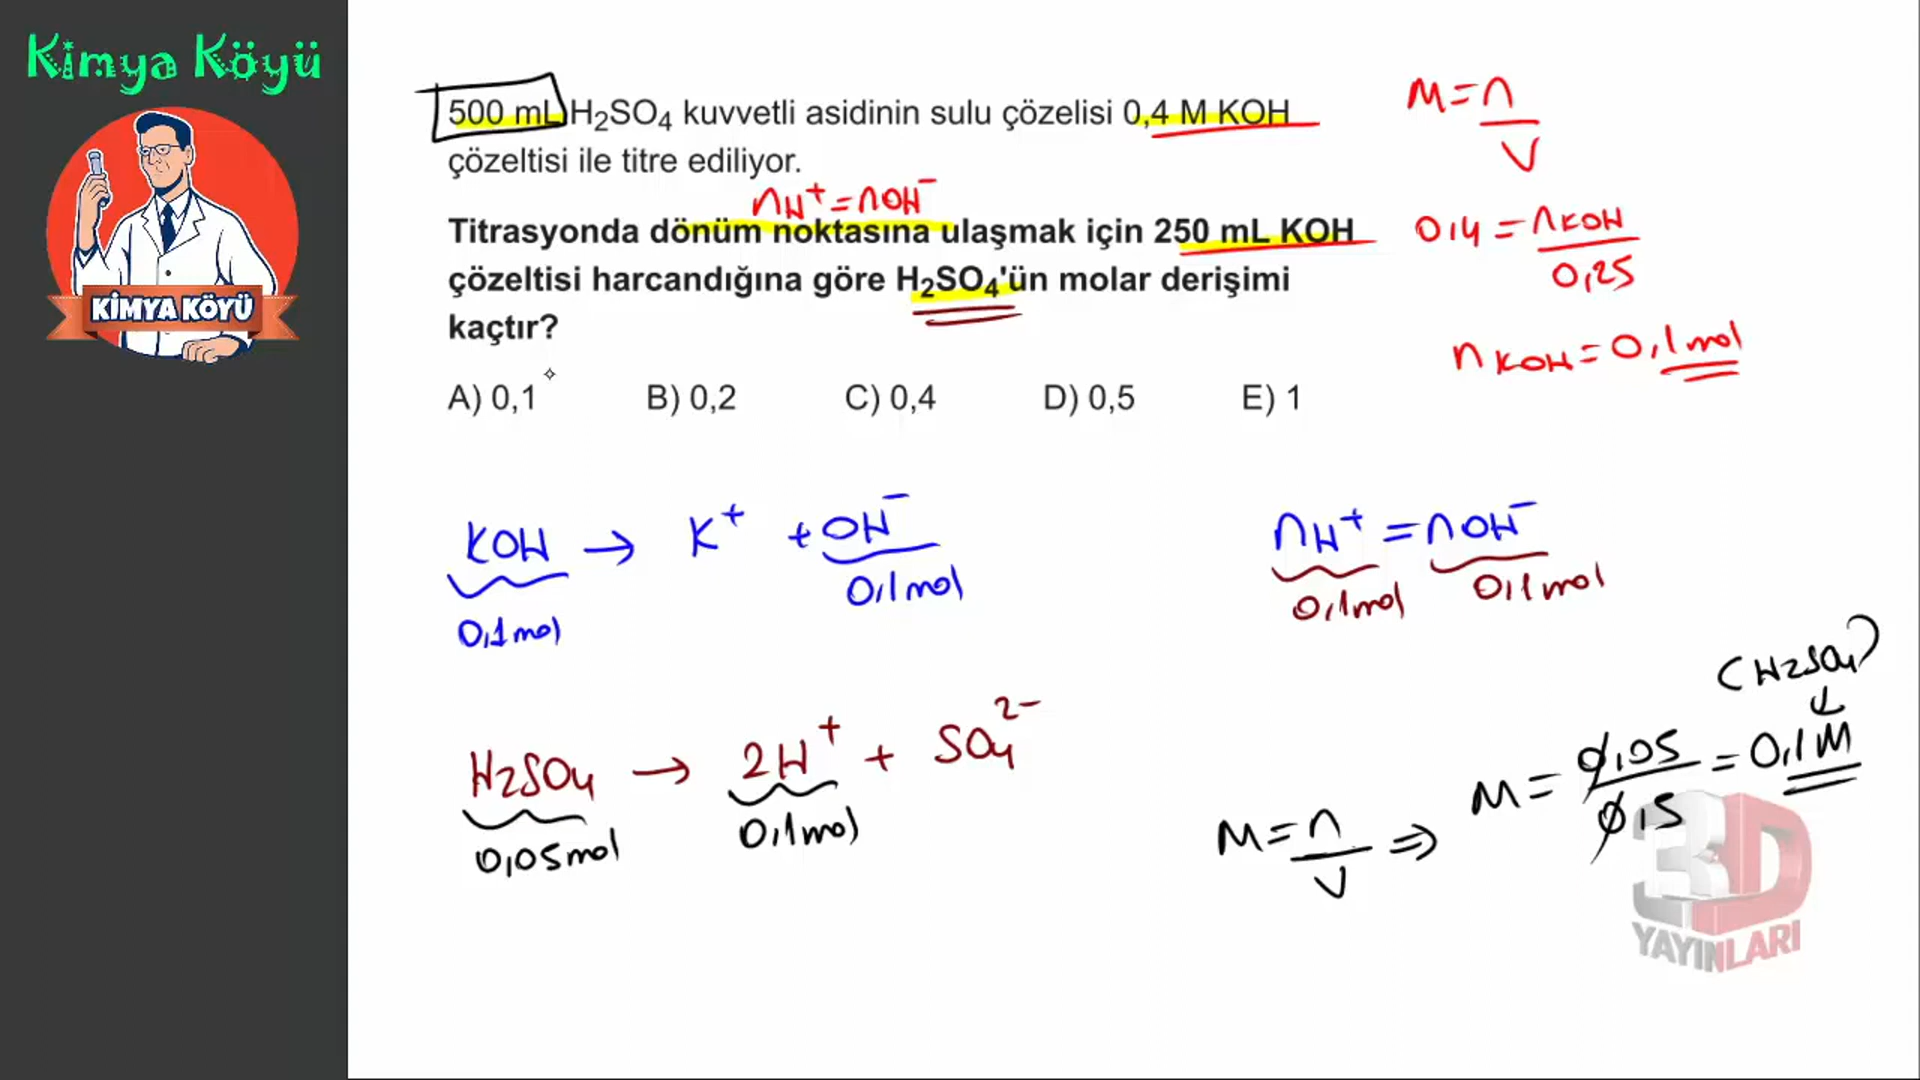 Kimya Köyü
KİMYA KÖYÜ
500 mL H₂SO₄ kuvvetli asidinin sulu çözelisi 0,4 M KOH
çözeltisi ile titre ediliyor.
nH⁺ = nOH⁻
Titrasyonda dönüm noktasına ulaşmak için 250 mL KOH
çözeltisi harcandığına göre H₂SO₄'ün molar derişimi
kaçtır?
A) 0,1 B) 0,2 C) 0,4 D) 0,5 E) 1
M = n
V
0,4 = nKOH
0,25
nKOH = 0,1 mol
KOH → K⁺ + OH⁻
0,1 mol 0,1 mol
nH⁺ = nOH⁻
0,1 mol 0,1 mol
H₂SO₄ → 2H⁺ + SO₄²⁻
0,05 mol 0,1 mol
(H₂SO₄)
↓
M = n/V ⇒ M = 0,05/0,5 = 0,1 M
3D
YAYINLARI